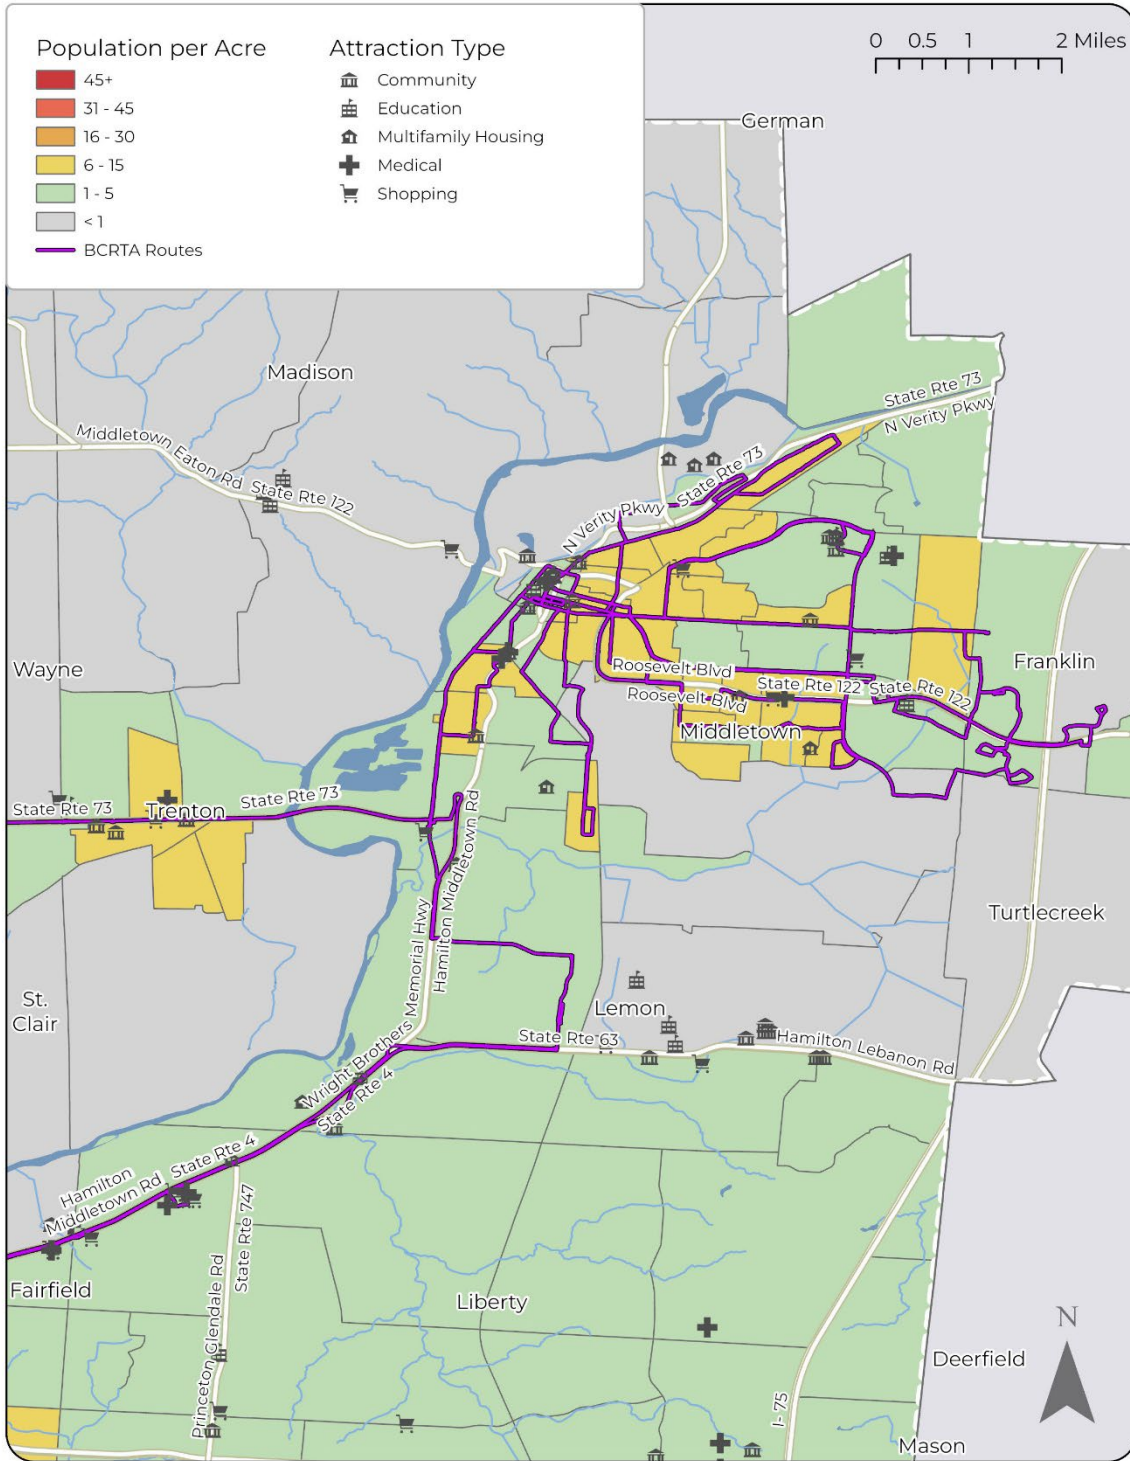 Population per Acre
45+
31 - 45
16 - 30
6 - 15
1 - 5
< 1
BCRTA Routes
Attraction Type
Community
Education
Multifamily Housing
Medical
Shopping
0 0.5 1 2 Miles
German
Madison
State Rte 73
N Verity Pkwy
Middletown Eaton Rd
State Rte 122
State Rte 73
N Verity Pkwy
Wayne
Roosevelt Blvd
State Rte 122
State Rte 122
Franklin
Roosevelt Blvd
Middletown
State Rte 73
Trenton
State Rte 73
Hamilton Middletown Rd
Turtlecreek
St.
Clair
Lemon
State Rte 63
Hamilton Lebanon Rd
Wright Brothers Memorial Hwy
State Rte 4
State Rte 4
Hamilton
Middletown Rd
State Rte 747
Princeton Glendale Rd
Fairfield
Liberty
N
Deerfield
I- 75
Mason